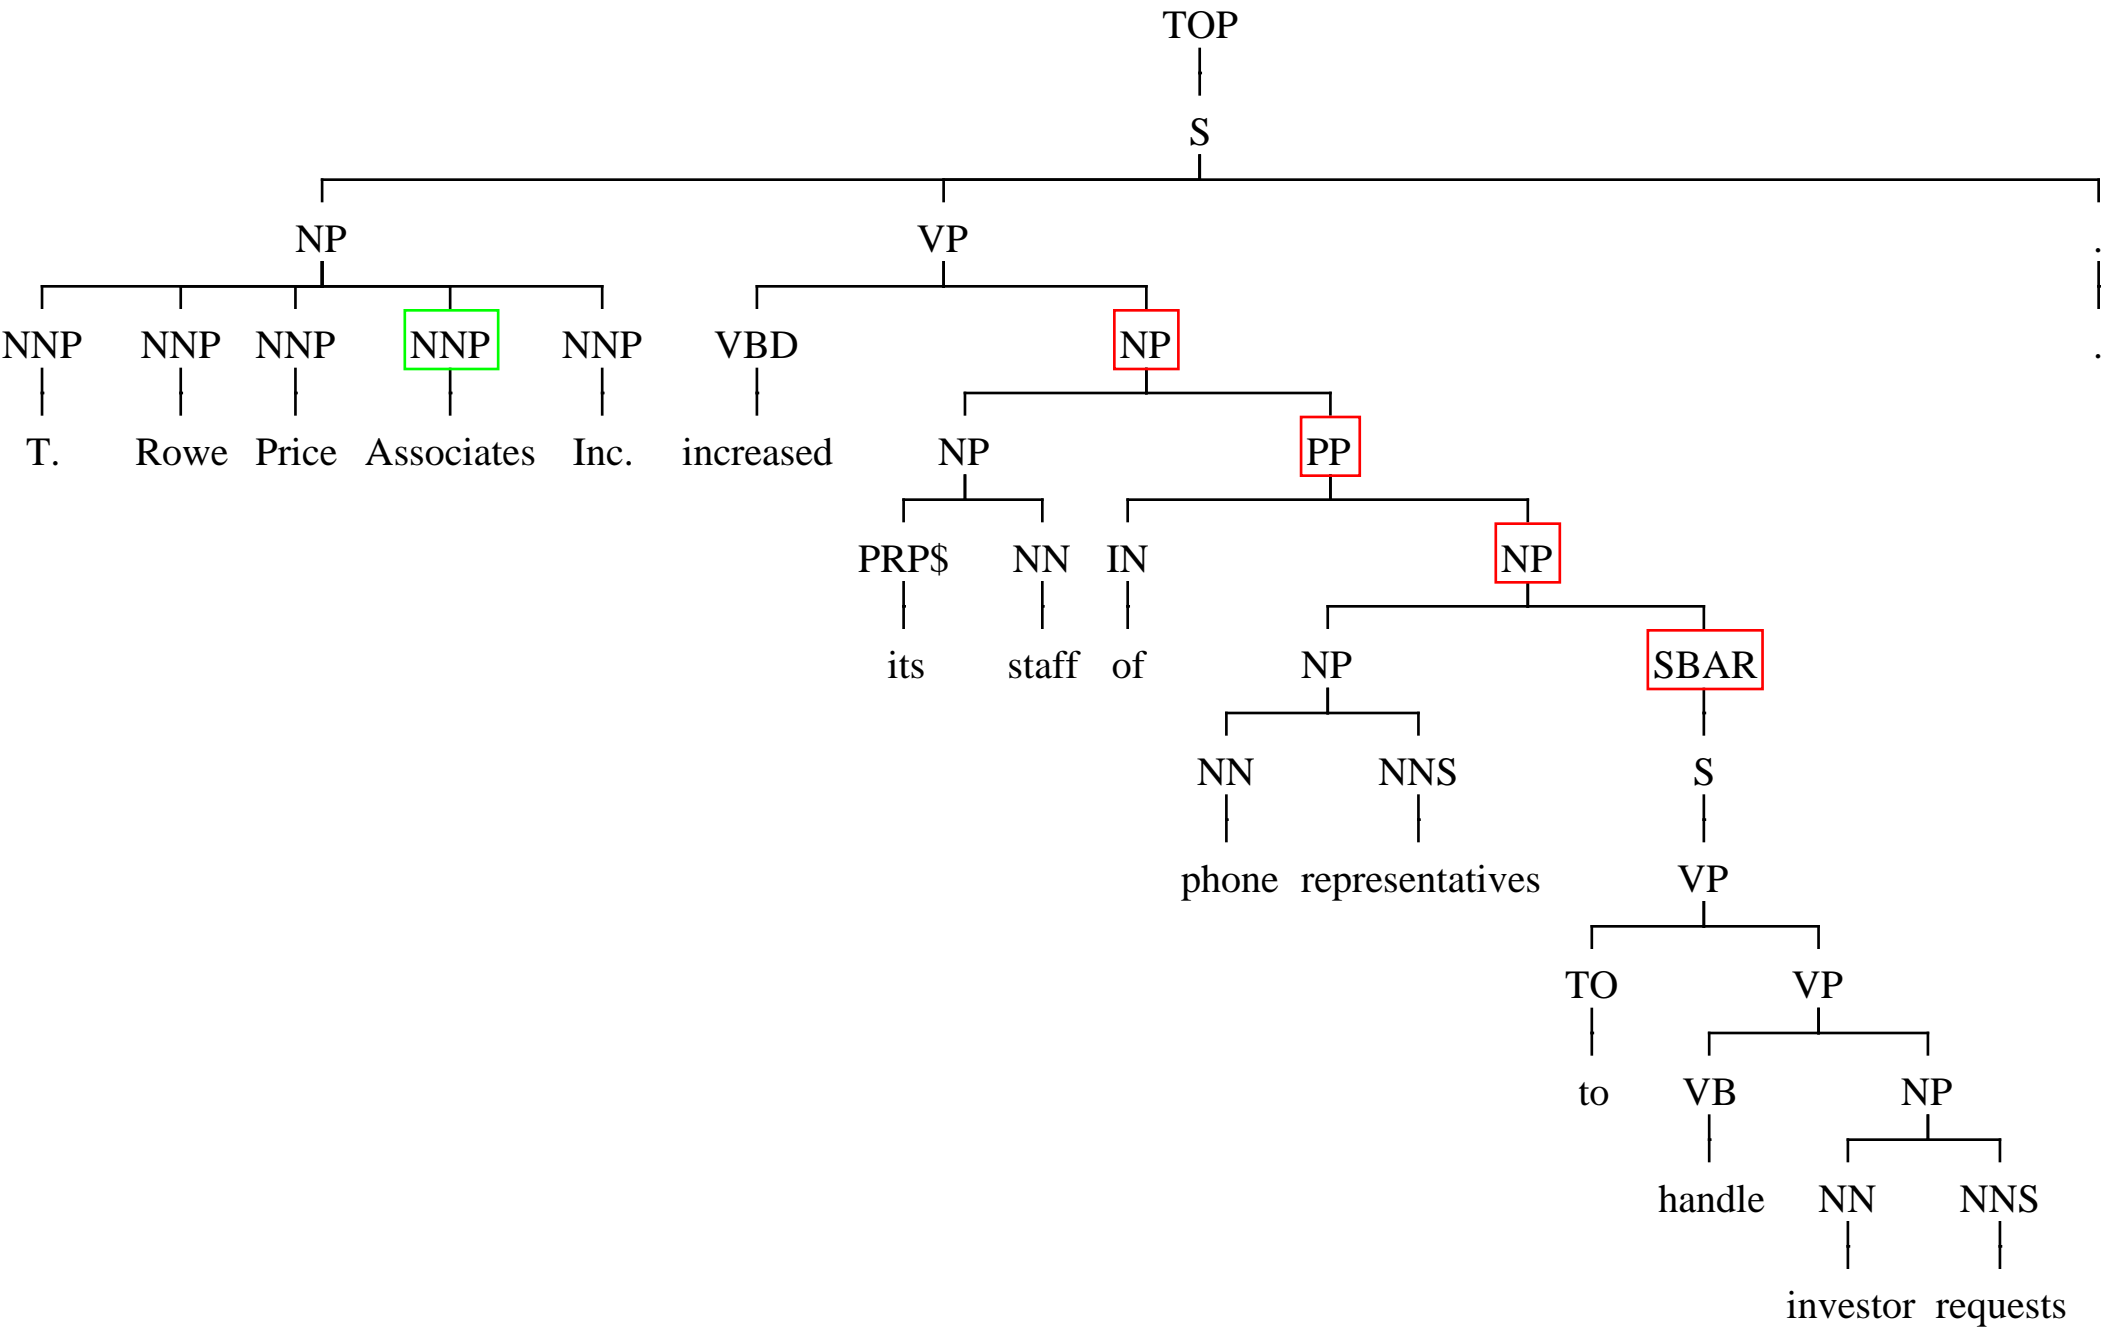 TOP
S
NP VP .
NNP NNP NNP NNP NNP VBD NP .
T. Rowe Price Associates Inc. increased NP PP
PRP$ NN IN NP
its staff of NP SBAR
NN NNS S
phone representatives VP
TO VP
to VB NP
handle NN NNS
investor requests